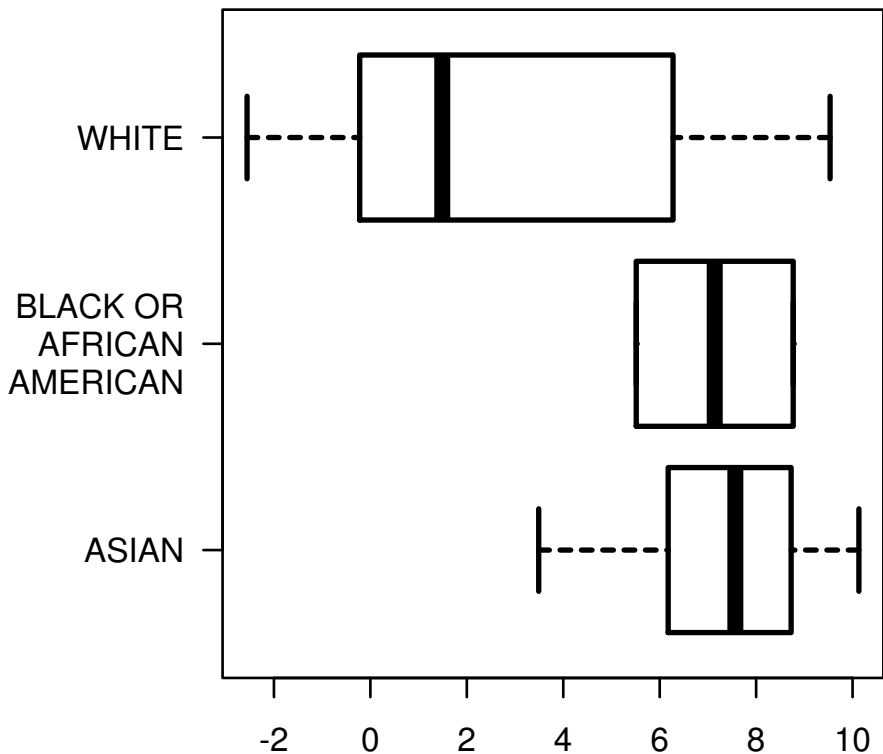 WHITE
BLACK OR
AFRICAN
AMERICAN
ASIAN
-2 0 2 4 6 8 10